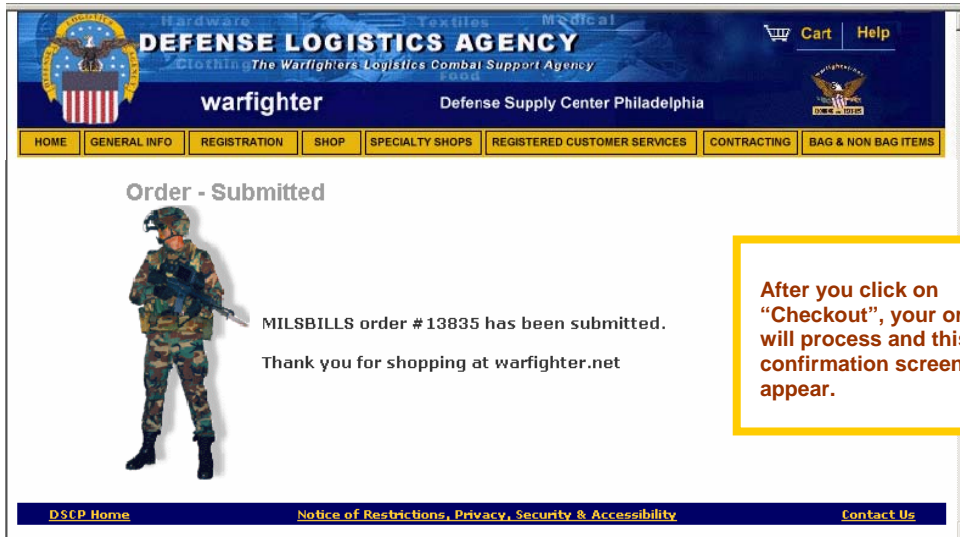 Hardware Textiles Medical
DEFENSE LOGISTICS AGENCY
Clothing The Warfighters Logistics Combat Support Agency
Food
Cart Help
warfighter Defense Supply Center Philadelphia
HOME GENERAL INFO REGISTRATION SHOP SPECIALTY SHOPS REGISTERED CUSTOMER SERVICES CONTRACTING BAG & NON BAG ITEMS
Order - Submitted
MILSBILLS order #13835 has been submitted.
Thank you for shopping at warfighter.net
After you click on
“Checkout”, your or
will process and this
confirmation screen
appear.
DSCP Home Notice of Restrictions, Privacy, Security & Accessibility Contact Us